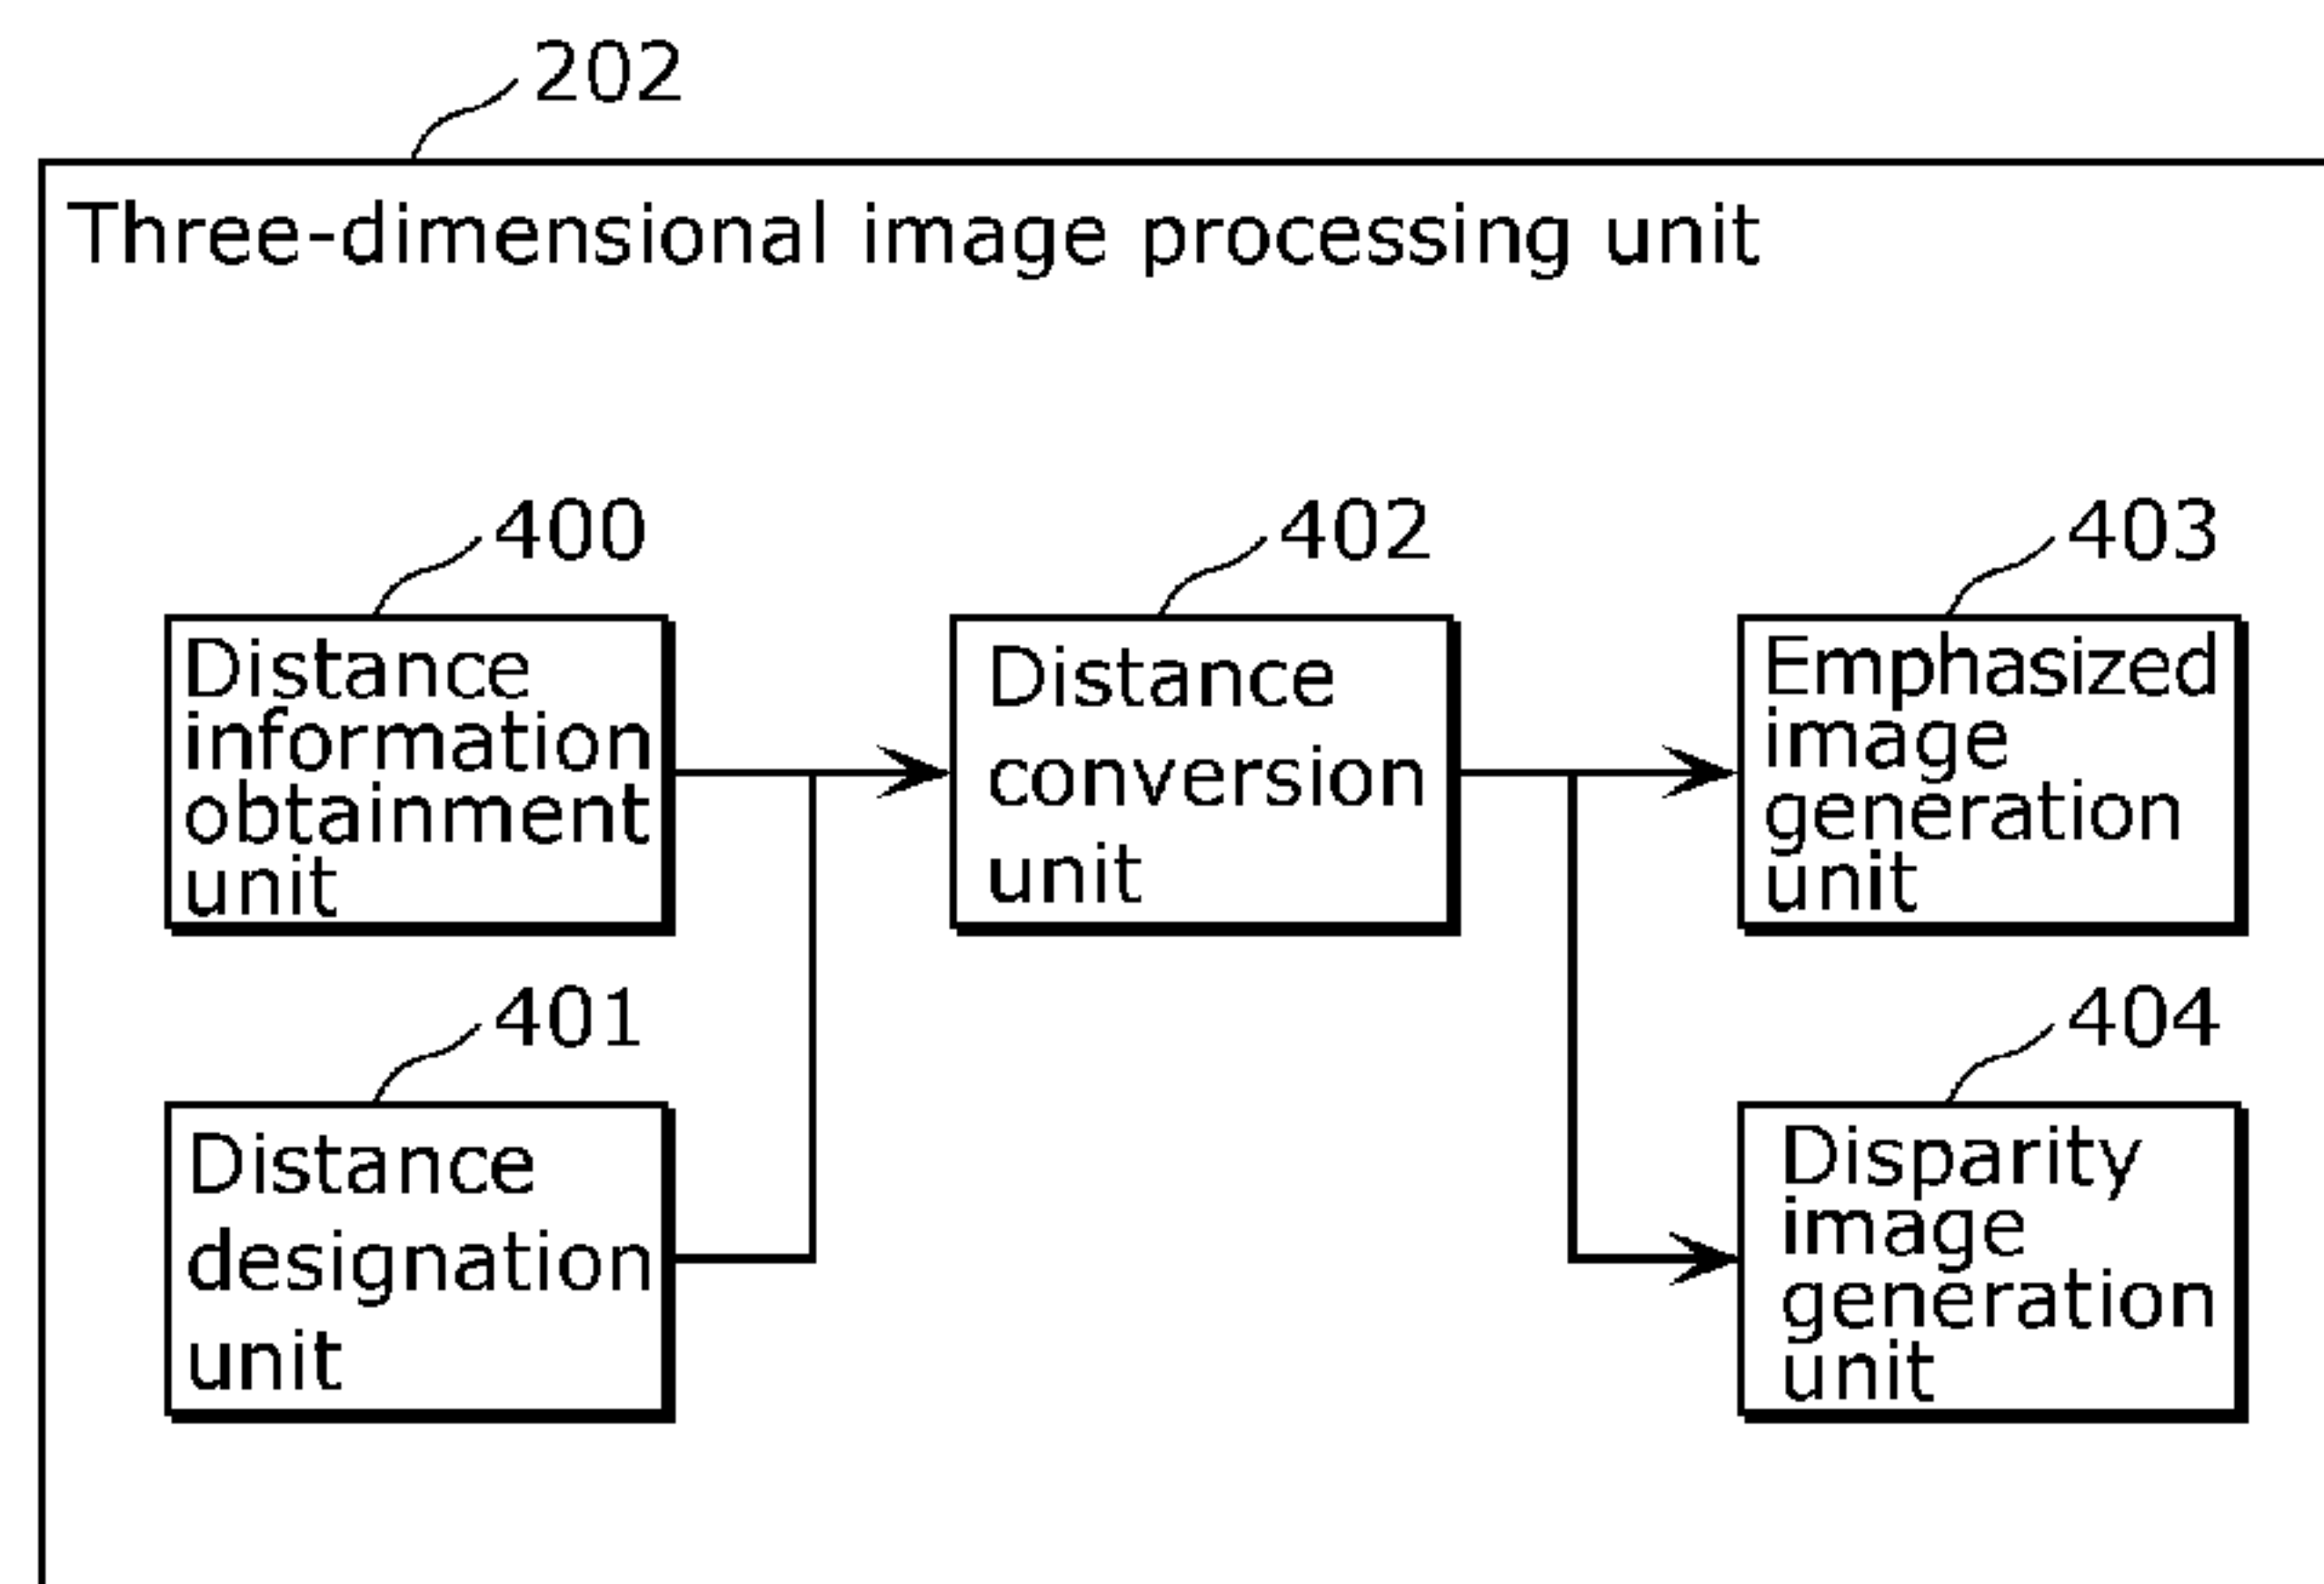 202
Three-dimensional image processing unit
400
Distance
information
obtainment
unit
402
Distance
conversion
unit
403
Emphasized
image
generation
unit
401
Distance
designation
unit
404
Disparity
image
generation
unit